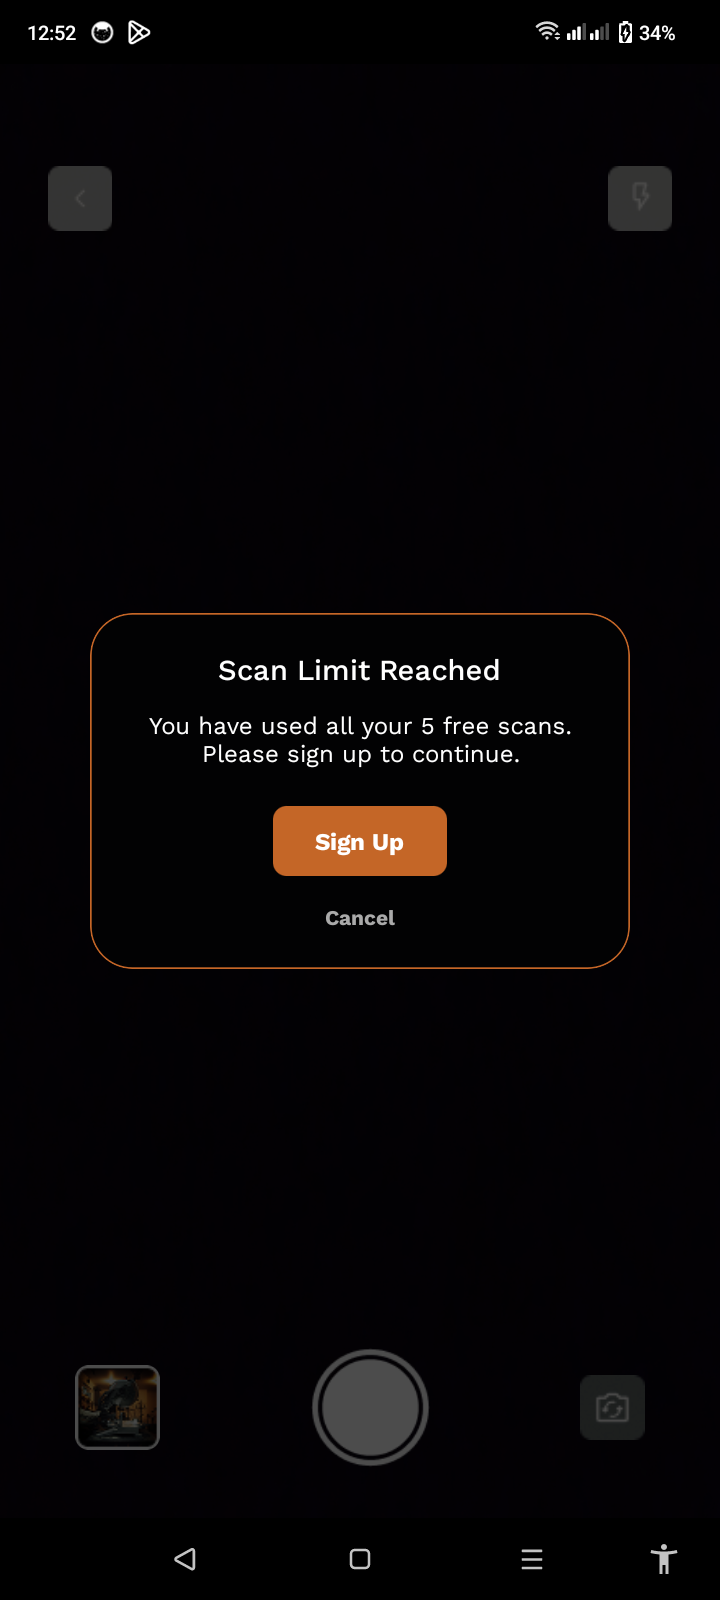 12:52
34%
Scan Limit Reached
You have used all your 5 free scans.
Please sign up to continue.
Sign Up
Cancel